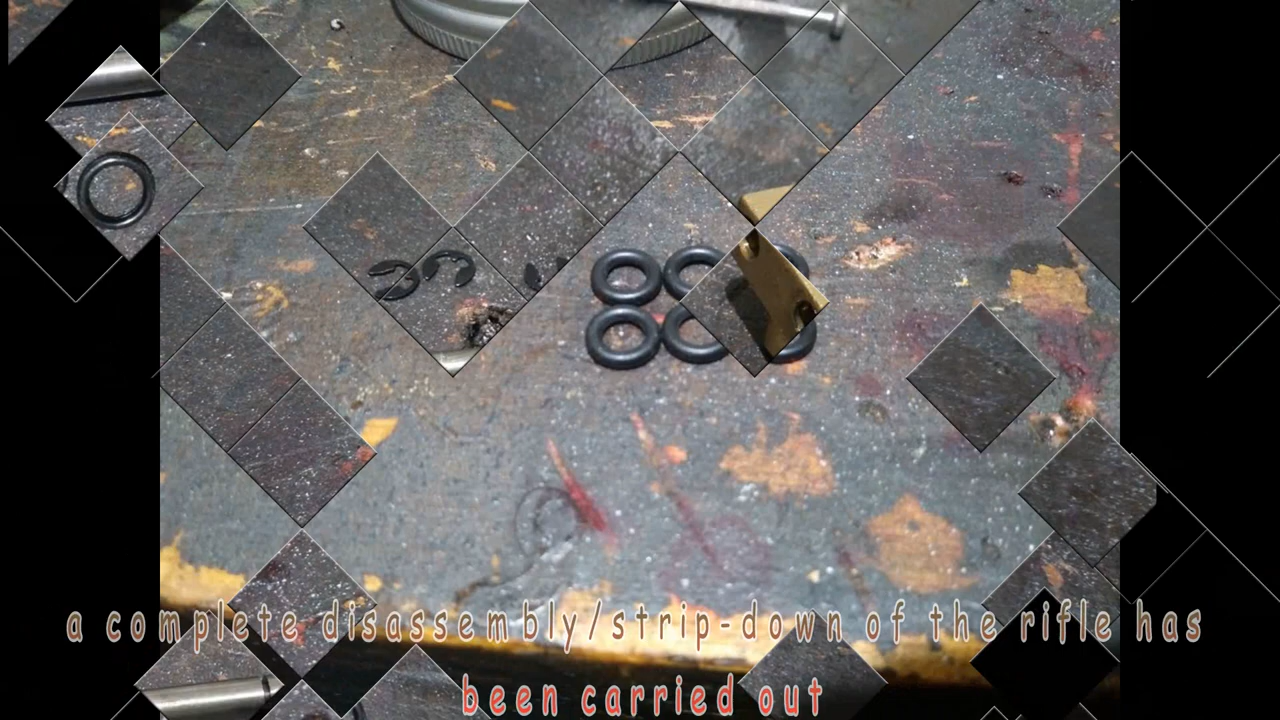 a complete disassembly/strip-down of the rifle has
been carried out